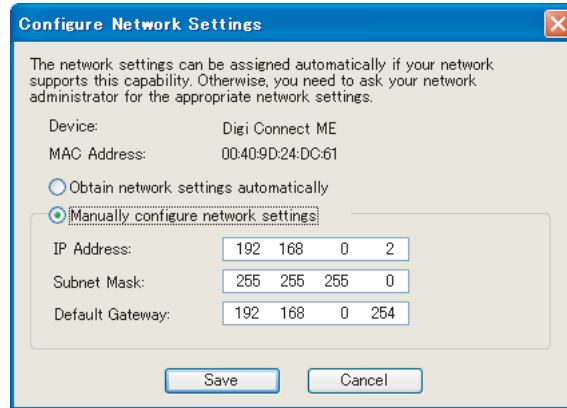 Configure Network Settings
The network settings can be assigned automatically if your network
supports this capability. Otherwise, you need to ask your network
administrator for the appropriate network settings.
Device: Digi Connect ME
MAC Address: 00:40:9D:24:DC:61
Obtain network settings automatically
Manually configure network settings
IP Address: 192 168 0 2
Subnet Mask: 255 255 255 0
Default Gateway: 192 168 0 254
Save Cancel